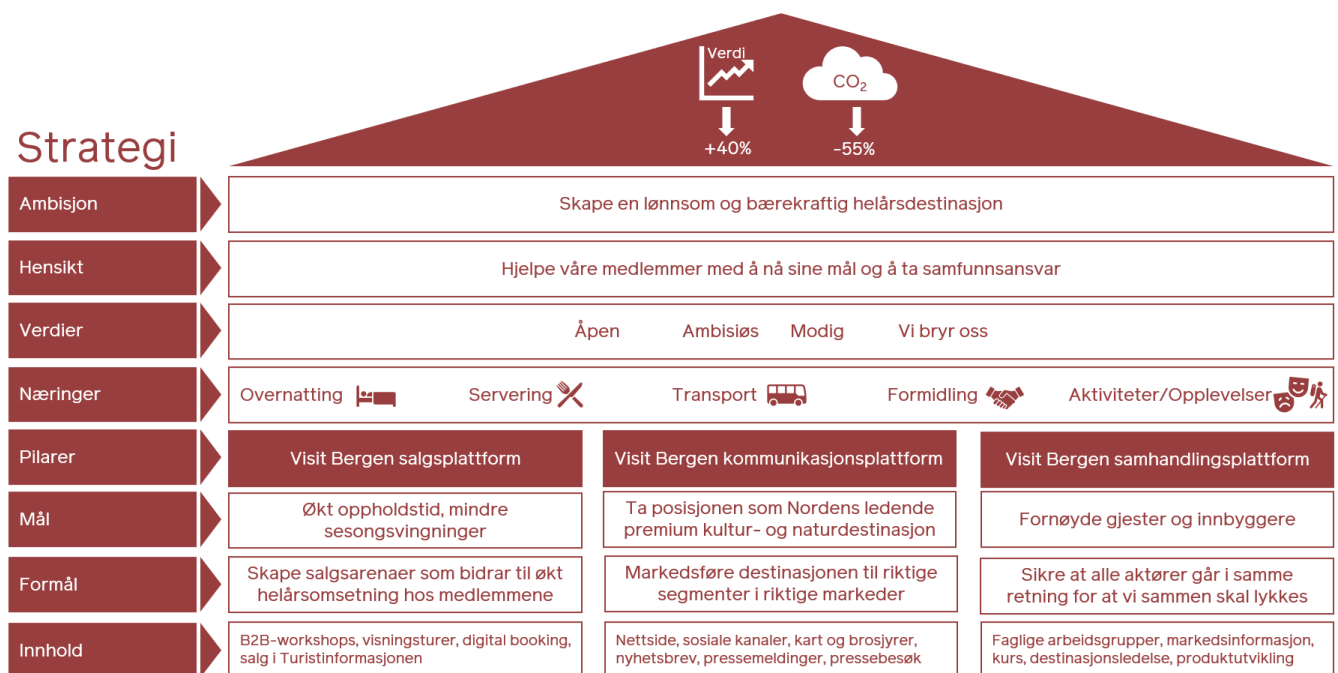 Verdi
CO₂
+40%
-55%
Strategi
Ambisjon
Skape en lønnsom og bærekraftig helårsdestinasjon
Hensikt
Hjelpe våre medlemmer med å nå sine mål og å ta samfunnsansvar
Verdier
Åpen
Ambisiøs
Modig
Vi bryr oss
Næringer
Overnatting
Servering
Transport
Formidling
Aktiviteter/Opplevelser
Pilarer
Visit Bergen salgsplattform
Visit Bergen kommunikasjonsplattform
Visit Bergen samhandlingsplattform
Mål
Økt oppholdstid, mindre
sesongsvingninger
Ta posisjonen som Nordens ledende
premium kultur- og naturdestinasjon
Fornøyde gjester og innbyggere
Formål
Skape salgsarenaer som bidrar til økt
helårsomsetning hos medlemmene
Markedsføre destinasjonen til riktige
segmenter i riktige markeder
Sikre at alle aktører går i samme
retning for at vi sammen skal lykkes
Innhold
B2B-workshops, visningsturer, digital booking,
salg i Turistinformasjonen
Nettside, sosiale kanaler, kart og brosjyrer,
nyhetsbrev, pressemeldinger, pressebesøk
Faglige arbeidsgrupper, markedsinformasjon,
kurs, destinasjonsledelse, produktutvikling